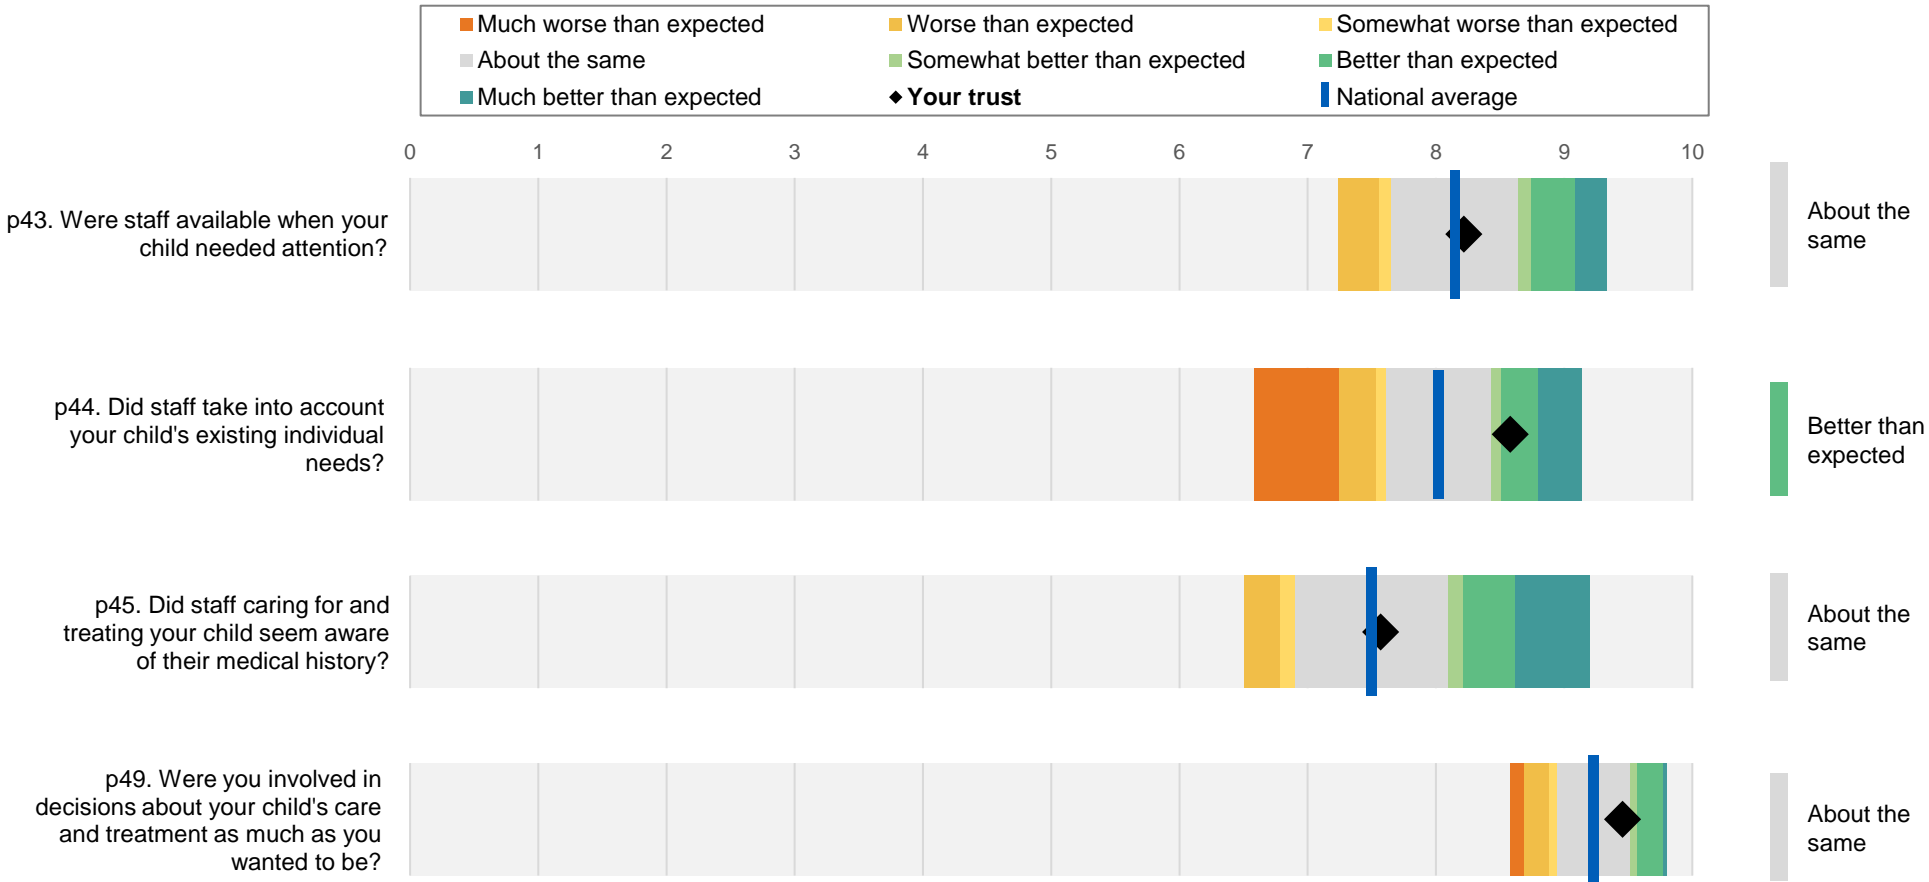 Much worse than expected
Worse than expected
Somewhat worse than expected
About the same
Somewhat better than expected
Better than expected
Much better than expected
Your trust
National average
0 1 2 3 4 5 6 7 8 9 10
p43. Were staff available when your
child needed attention?
About the
same
p44. Did staff take into account
your child's existing individual
needs?
Better than
expected
p45. Did staff caring for and
treating your child seem aware
of their medical history?
About the
same
p49. Were you involved in
decisions about your child's care
and treatment as much as you
wanted to be?
About the
same